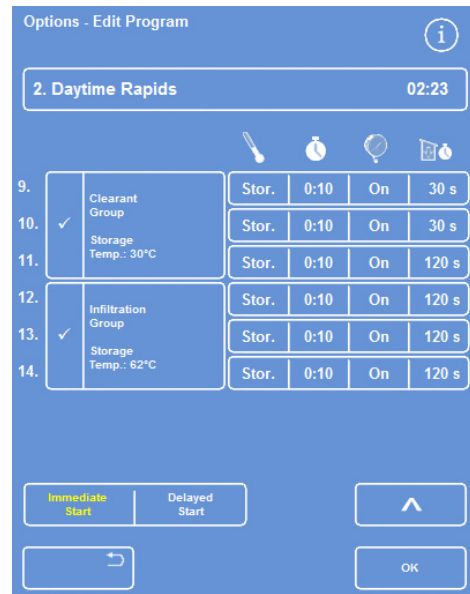 Options - Edit Program
i
2. Daytime Rapids 02:23
9. Stor. 0:10 On 30 s
Clearant
Group
10. ✓ Stor. 0:10 On 30 s
Storage
Temp.: 30°C
11. Stor. 0:10 On 120 s
12. Stor. 0:10 On 120 s
Infiltration
Group
13. ✓ Stor. 0:10 On 120 s
Storage
Temp.: 62°C
14. Stor. 0:10 On 120 s
Immediate
Start
Delayed
Start
OK